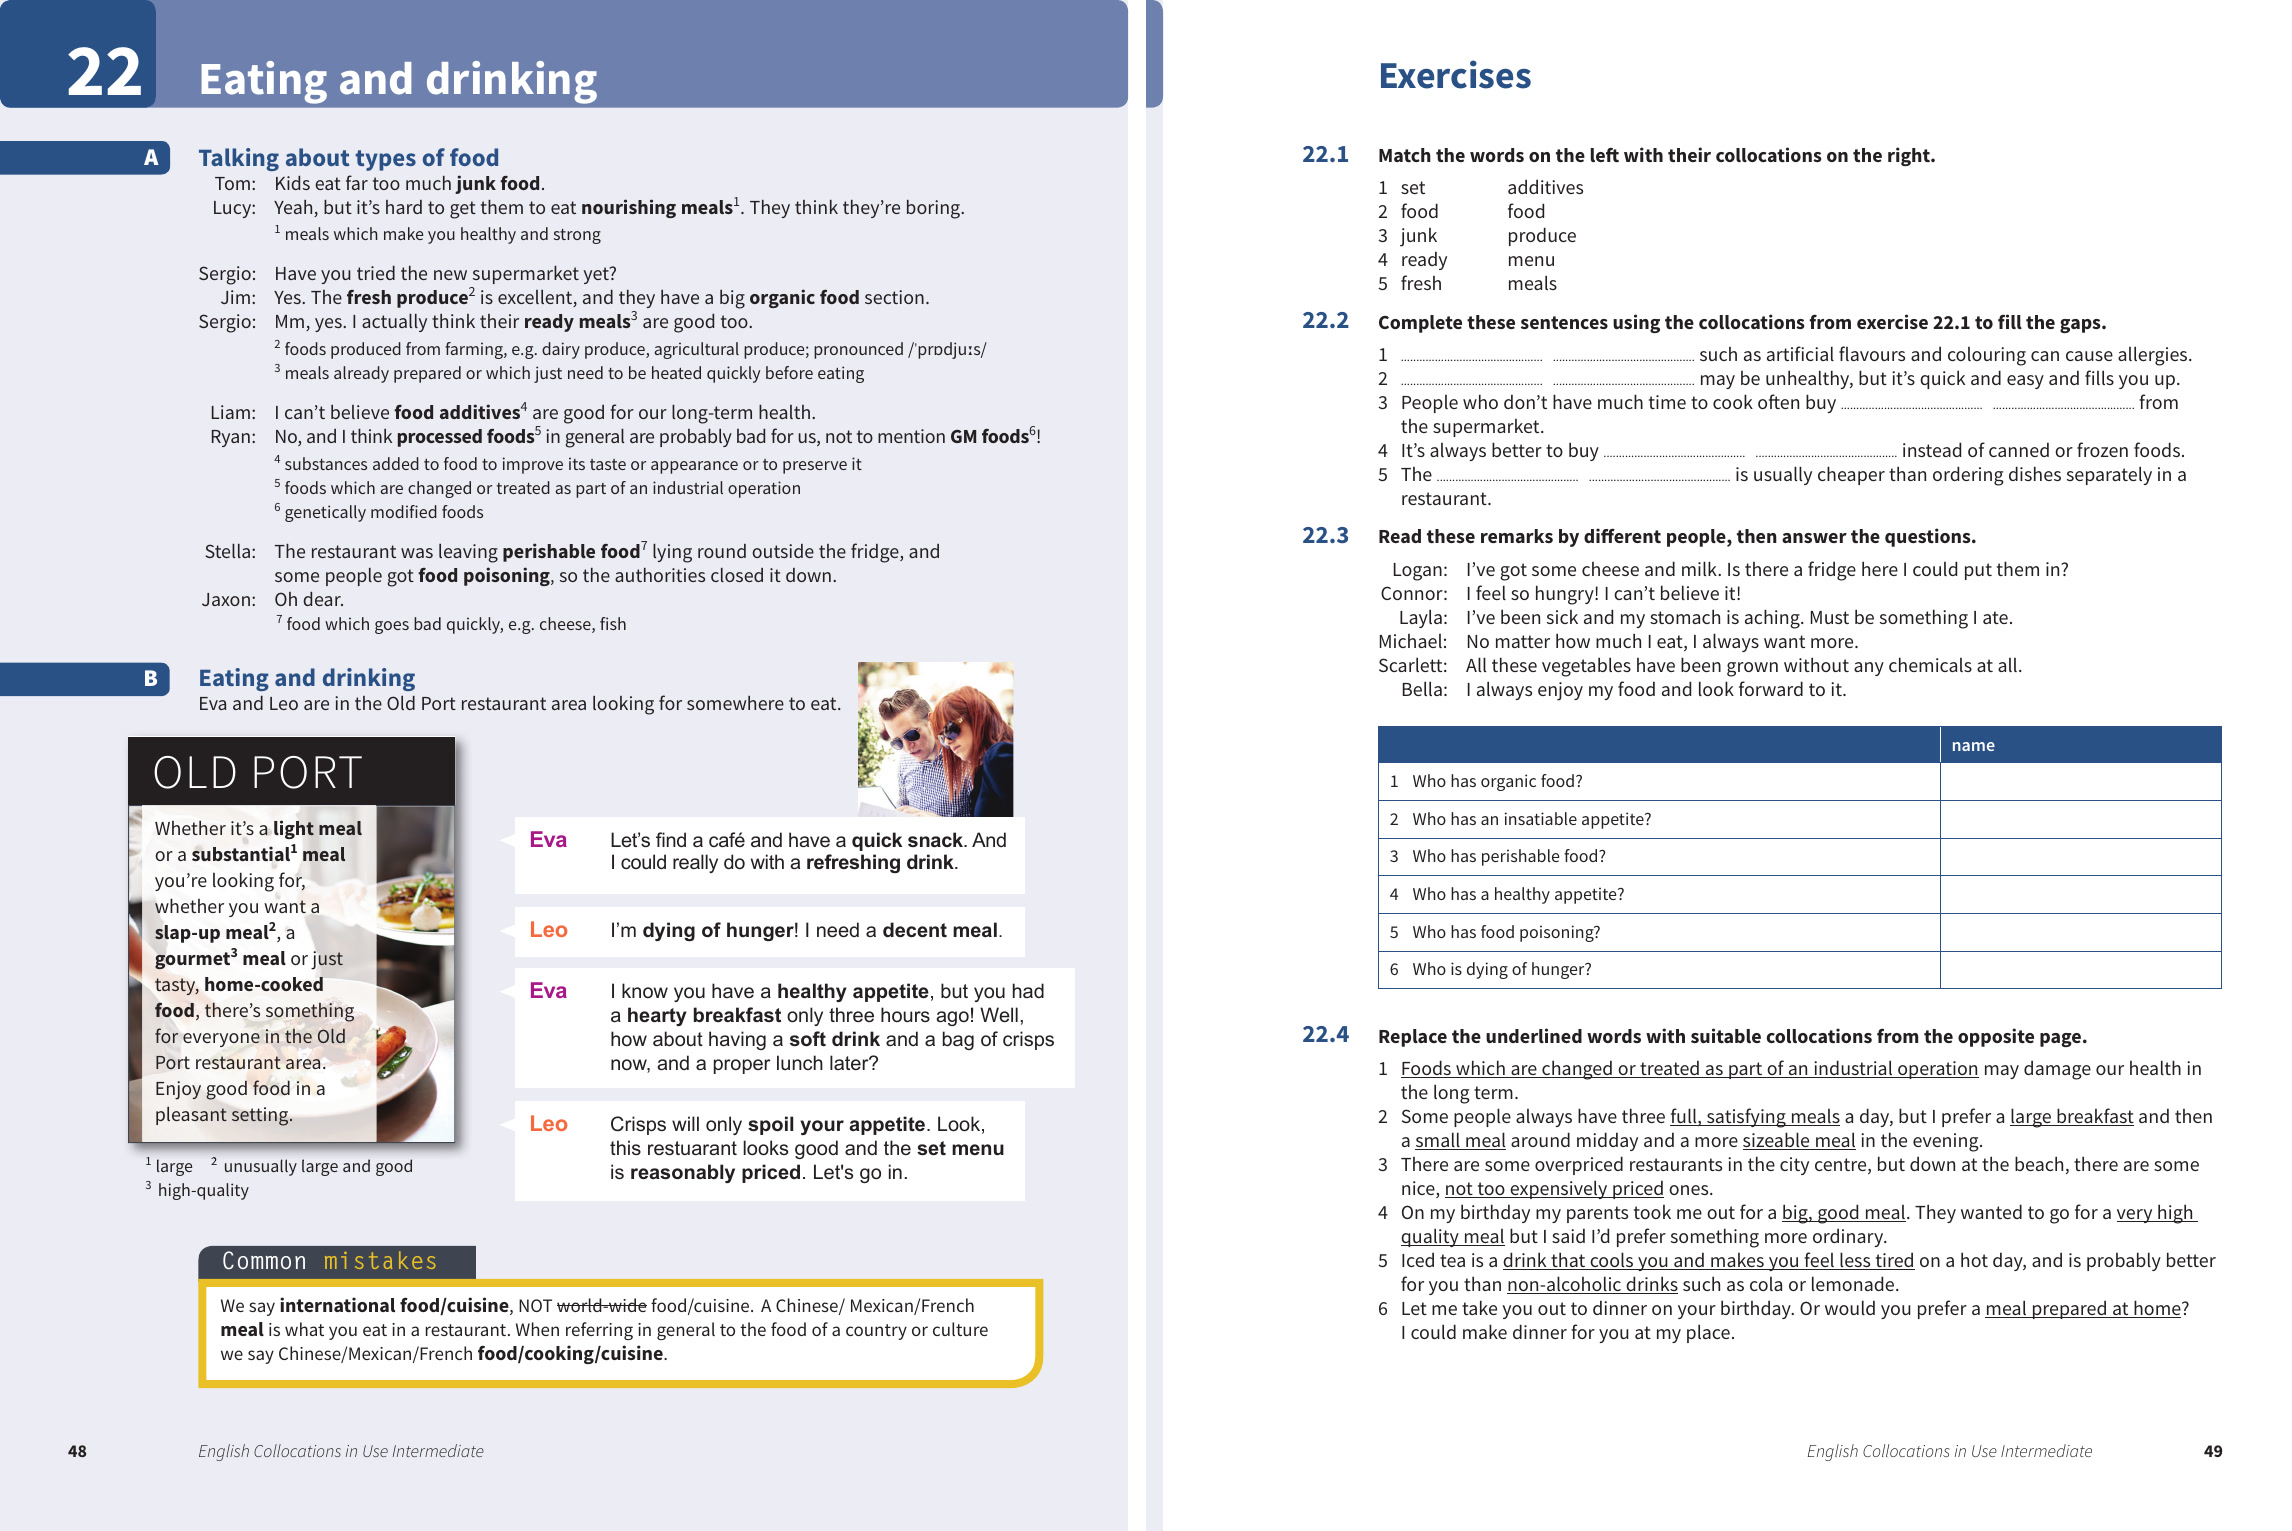 22
Eating and drinking
A
Talking about types of food
Tom: Kids eat far too much junk food.
Lucy: Yeah, but it’s hard to get them to eat nourishing meals¹. They think they’re boring.
¹ meals which make you healthy and strong
Sergio: Have you tried the new supermarket yet?
Jim: Yes. The fresh produce² is excellent, and they have a big organic food section.
Sergio: Mm, yes. I actually think their ready meals³ are good too.
² foods produced from farming, e.g. dairy produce, agricultural produce; pronounced /ˈprɒdjuːs/
³ meals already prepared or which just need to be heated quickly before eating
Liam: I can’t believe food additives⁴ are good for our long-term health.
Ryan: No, and I think processed foods⁵ in general are probably bad for us, not to mention GM foods⁶!
⁴ substances added to food to improve its taste or appearance or to preserve it
⁵ foods which are changed or treated as part of an industrial operation
⁶ genetically modified foods
Stella: The restaurant was leaving perishable food⁷ lying round outside the fridge, and
some people got food poisoning, so the authorities closed it down.
Jaxon: Oh dear.
⁷ food which goes bad quickly, e.g. cheese, fish
B
Eating and drinking
Eva and Leo are in the Old Port restaurant area looking for somewhere to eat.
OLD PORT
Whether it’s a light meal
or a substantial¹ meal
you’re looking for,
whether you want a
slap-up meal², a
gourmet³ meal or just
tasty, home-cooked
food, there’s something
for everyone in the Old
Port restaurant area.
Enjoy good food in a
pleasant setting.
¹ large ² unusually large and good
³ high-quality
Eva Let’s find a café and have a quick snack. And
I could really do with a refreshing drink.
Leo I’m dying of hunger! I need a decent meal.
Eva I know you have a healthy appetite, but you had
a hearty breakfast only three hours ago! Well,
how about having a soft drink and a bag of crisps
now, and a proper lunch later?
Leo Crisps will only spoil your appetite. Look,
this restuarant looks good and the set menu
is reasonably priced. Let's go in.
Common mistakes
We say international food/cuisine, NOT world-wide food/cuisine. A Chinese/ Mexican/French
meal is what you eat in a restaurant. When referring in general to the food of a country or culture
we say Chinese/Mexican/French food/cooking/cuisine.
48 English Collocations in Use Intermediate
Exercises
22.1 Match the words on the left with their collocations on the right.
1 set additives
2 food food
3 junk produce
4 ready menu
5 fresh meals
22.2 Complete these sentences using the collocations from exercise 22.1 to fill the gaps.
1 .......... .......... such as artificial flavours and colouring can cause allergies.
2 .......... .......... may be unhealthy, but it’s quick and easy and fills you up.
3 People who don’t have much time to cook often buy .......... .......... from
the supermarket.
4 It’s always better to buy .......... .......... instead of canned or frozen foods.
5 The .......... .......... is usually cheaper than ordering dishes separately in a
restaurant.
22.3 Read these remarks by different people, then answer the questions.
Logan: I’ve got some cheese and milk. Is there a fridge here I could put them in?
Connor: I feel so hungry! I can’t believe it!
Layla: I’ve been sick and my stomach is aching. Must be something I ate.
Michael: No matter how much I eat, I always want more.
Scarlett: All these vegetables have been grown without any chemicals at all.
Bella: I always enjoy my food and look forward to it.
name
1 Who has organic food?
2 Who has an insatiable appetite?
3 Who has perishable food?
4 Who has a healthy appetite?
5 Who has food poisoning?
6 Who is dying of hunger?
22.4 Replace the underlined words with suitable collocations from the opposite page.
1 Foods which are changed or treated as part of an industrial operation may damage our health in
the long term.
2 Some people always have three full, satisfying meals a day, but I prefer a large breakfast and then
a small meal around midday and a more sizeable meal in the evening.
3 There are some overpriced restaurants in the city centre, but down at the beach, there are some
nice, not too expensively priced ones.
4 On my birthday my parents took me out for a big, good meal. They wanted to go for a very high
quality meal but I said I’d prefer something more ordinary.
5 Iced tea is a drink that cools you and makes you feel less tired on a hot day, and is probably better
for you than non-alcoholic drinks such as cola or lemonade.
6 Let me take you out to dinner on your birthday. Or would you prefer a meal prepared at home?
I could make dinner for you at my place.
English Collocations in Use Intermediate 49